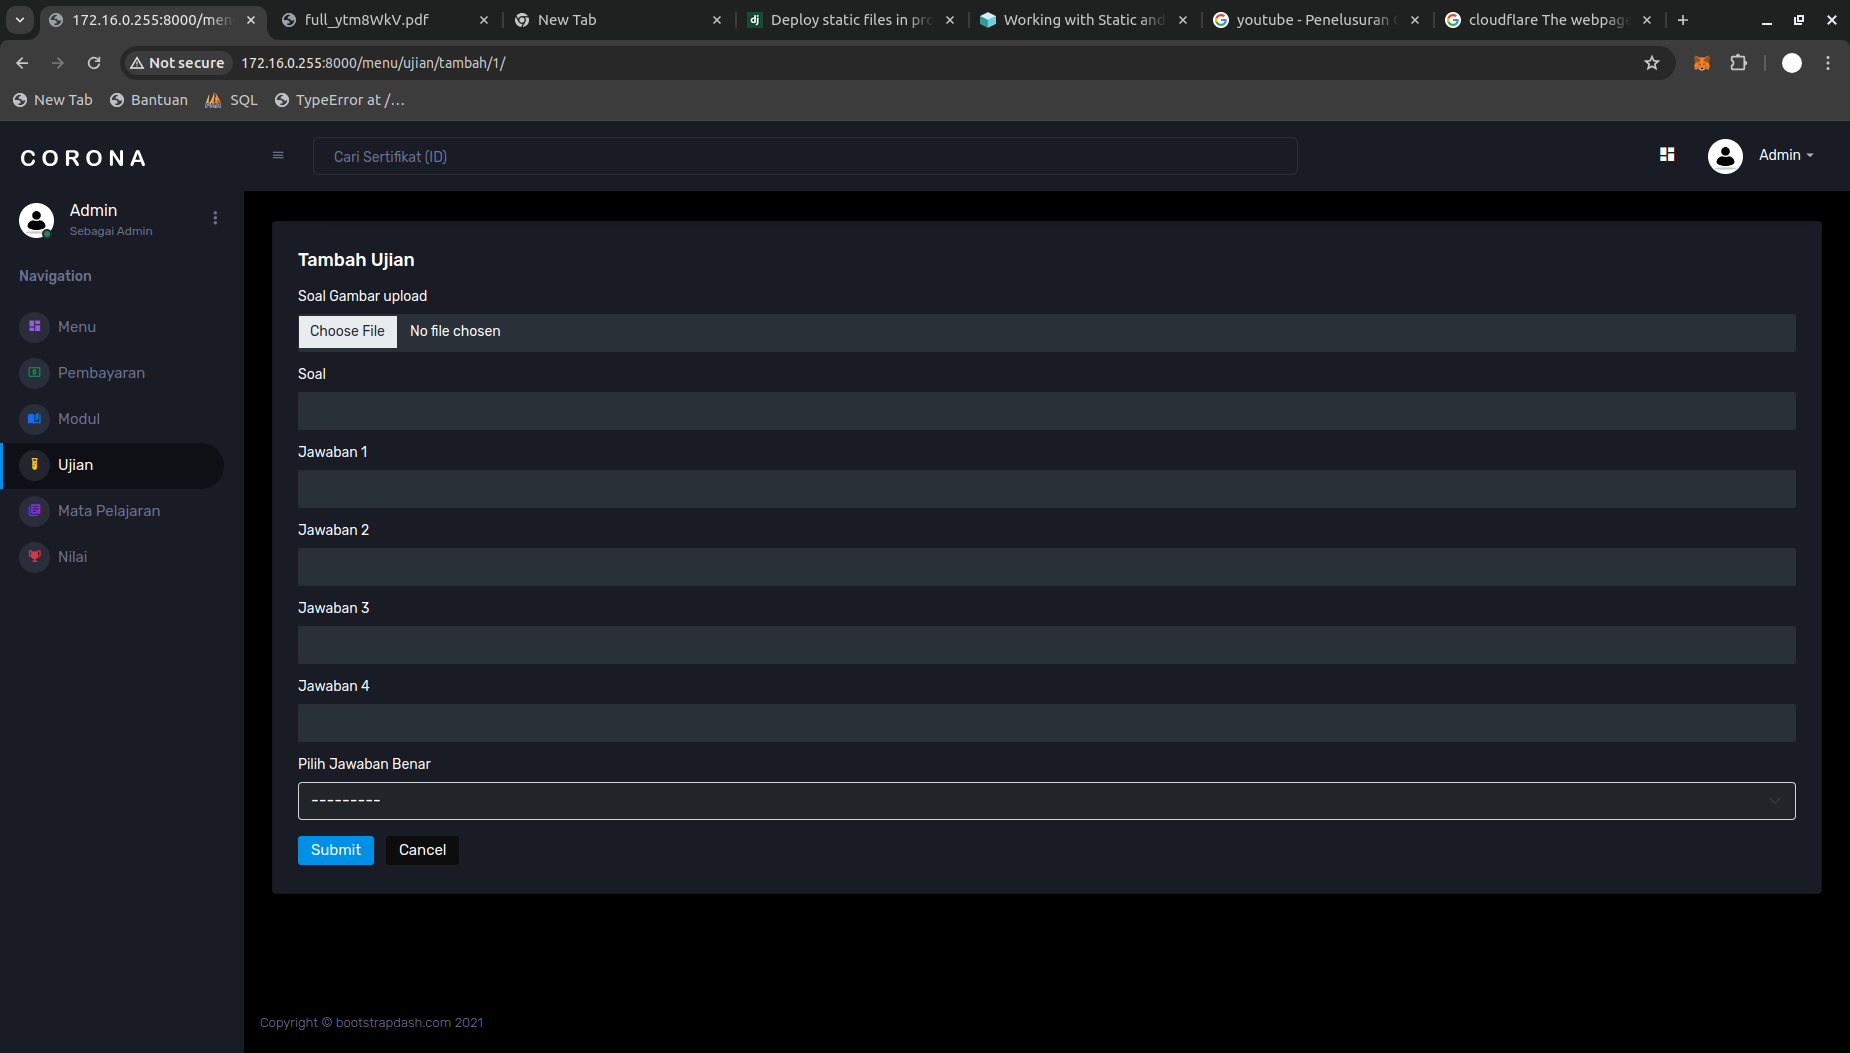 172.16.0.255:8000/men
full_ytm8WkV.pdf
New Tab
Deploy static files in pro
Working with Static and
youtube - Penelusuran
cloudflare The webpage
Not secure
172.16.0.255:8000/menu/ujian/tambah/1/
New Tab
Bantuan
SQL
TypeError at /...
CORONA
Cari Sertifikat (ID)
Admin
Admin
Sebagai Admin
Navigation
Menu
Pembayaran
Modul
Ujian
Mata Pelajaran
Nilai
Tambah Ujian
Soal Gambar upload
Choose File No file chosen
Soal
Jawaban 1
Jawaban 2
Jawaban 3
Jawaban 4
Pilih Jawaban Benar
---------
Submit
Cancel
Copyright © bootstrapdash.com 2021